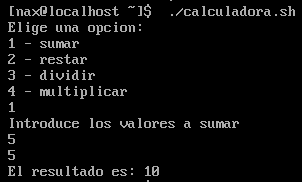 [nax@localhost ~]$ ./calculadora.sh
Elige una opcion:
1 - sumar
2 - restar
3 - dividir
4 - multiplicar
1
Introduce los valores a sumar
5
5
El resultado es: 10